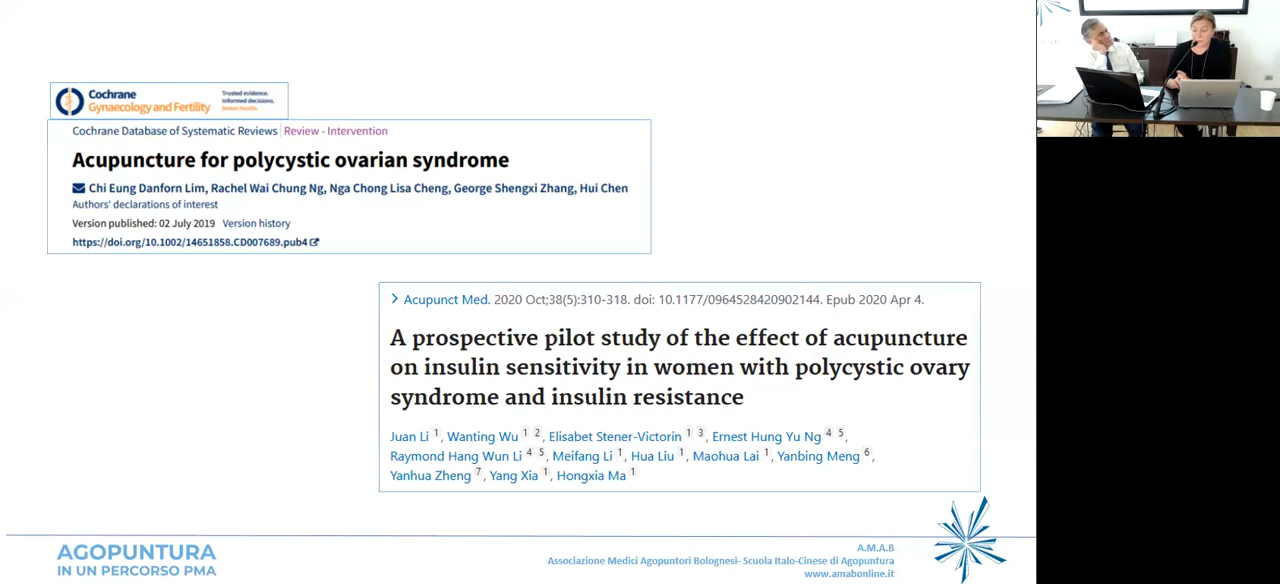 Cochrane
Gynaecology and Fertility
Trusted evidence.
Informed decisions.
Better health.
Cochrane Database of Systematic Reviews | Review - Intervention
Acupuncture for polycystic ovarian syndrome
Chi Eung Danforn Lim, Rachel Wai Chung Ng, Nga Chong Lisa Cheng, George Shengxi Zhang, Hui Chen
Authors' declarations of interest
Version published: 02 July 2019 Version history
https://doi.org/10.1002/14651858.CD007689.pub4
> Acupunct Med. 2020 Oct;38(5):310-318. doi: 10.1177/0964528420902144. Epub 2020 Apr 4.
A prospective pilot study of the effect of acupuncture
on insulin sensitivity in women with polycystic ovary
syndrome and insulin resistance
Juan Li 1, Wanting Wu 1 2, Elisabet Stener-Victorin 1 3, Ernest Hung Yu Ng 4 5,
Raymond Hang Wun Li 4 5, Meifang Li 1, Hua Liu 1, Maohua Lai 1, Yanbing Meng 6,
Yanhua Zheng 7, Yang Xia 1, Hongxia Ma 1
AGOPUNTURA
IN UN PERCORSO PMA
A.M.A.B
Associazione Medici Agopuntori Bolognesi- Scuola Italo-Cinese di Agopuntura
www.amabonline.it